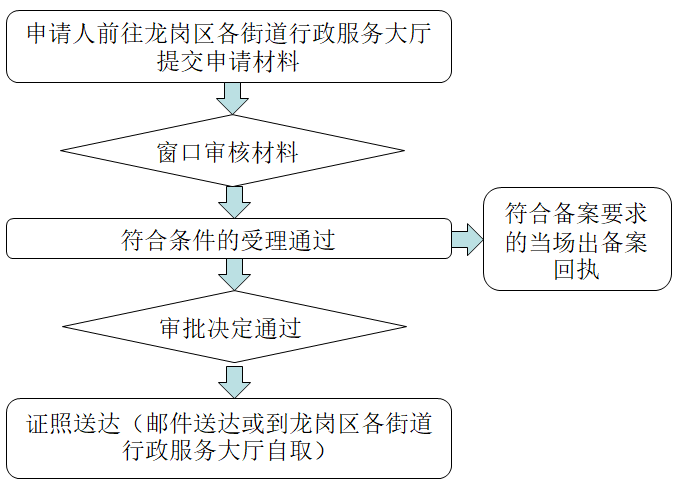 申请人前往龙岗区各街道行政服务大厅
提交申请材料
窗口审核材料
符合条件的受理通过
符合备案要求
的当场出备案
回执
审批决定通过
证照送达（邮件送达或到龙岗区各街道
行政服务大厅自取）